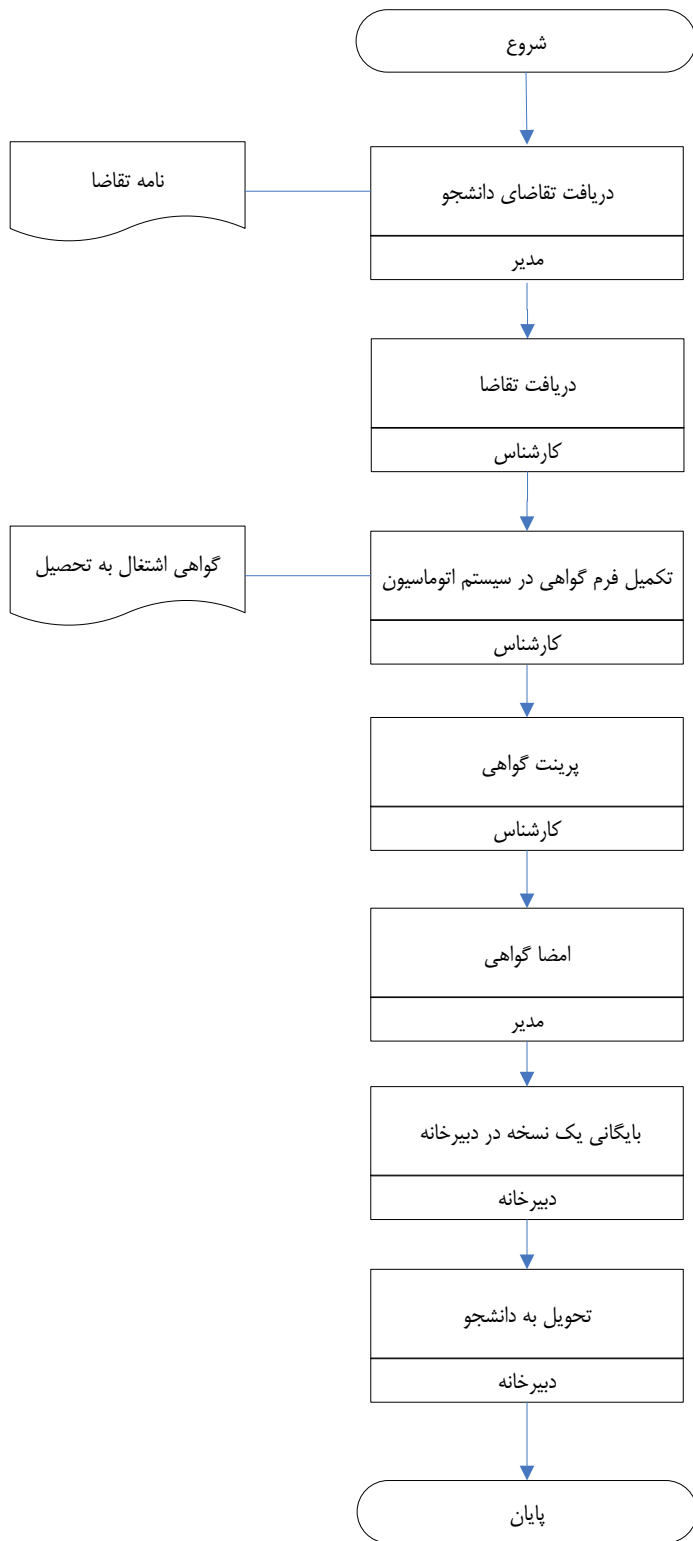 شروع
دریافت تقاضای دانشجو
نامه تقاضا
مدیر
دریافت تقاضا
کارشناس
تکمیل فرم گواهی در سیستم اتوماسیون
گواهی اشتغال به تحصیل
کارشناس
پرینت گواهی
کارشناس
امضا گواهی
مدیر
بایگانی یک نسخه در دبیرخانه
دبیرخانه
تحویل به دانشجو
دبیرخانه
پایان